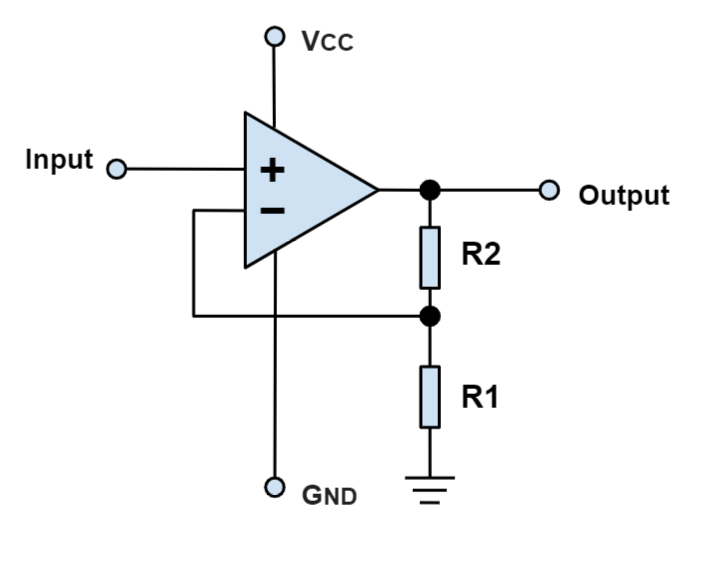 Vcc
Input
+
−
Output
R2
R1
GND